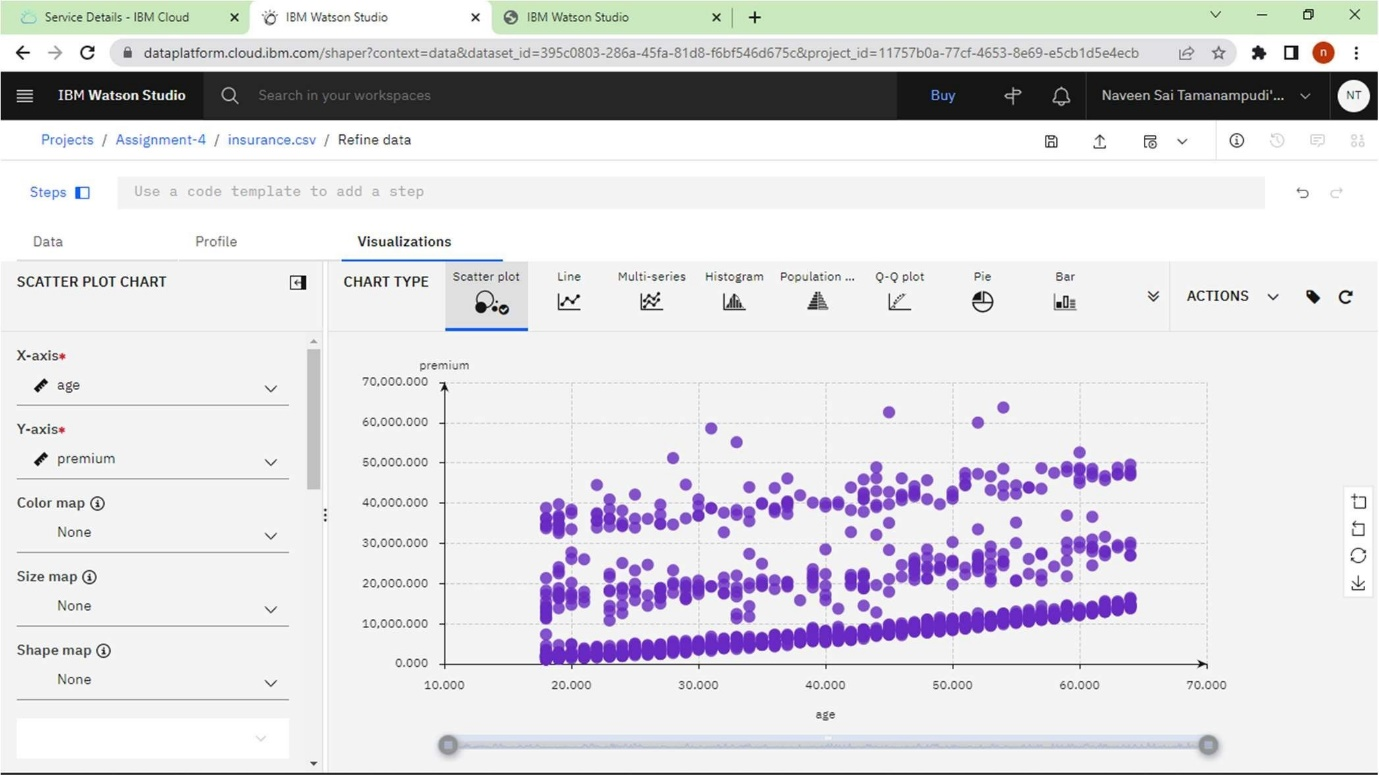 Service Details - IBM Cloud
IBM Watson Studio
IBM Watson Studio
dataplatform.cloud.ibm.com/shaper?context=data&dataset_id=395c0803-286a-45fa-81d8-f6bf546d675c&project_id=11757b0a-77cf-4653-8e69-e5cb1d5e4ecb
n
IBM Watson Studio
Search in your workspaces
Buy
Naveen Sai Tamanampudi'...
NT
Projects / Assignment-4 / insurance.csv / Refine data
Steps
Use a code template to add a step
Data
Profile
Visualizations
SCATTER PLOT CHART
CHART TYPE
Scatter plot
Line
Multi-series
Histogram
Population ...
Q-Q plot
Pie
Bar
ACTIONS
X-axis*
age
Y-axis*
premium
Color map
None
Size map
None
Shape map
None
premium
70,000.000
60,000.000
50,000.000
40,000.000
30,000.000
20,000.000
10,000.000
0.000
10.000 20.000 30.000 40.000 50.000 60.000 70.000
age